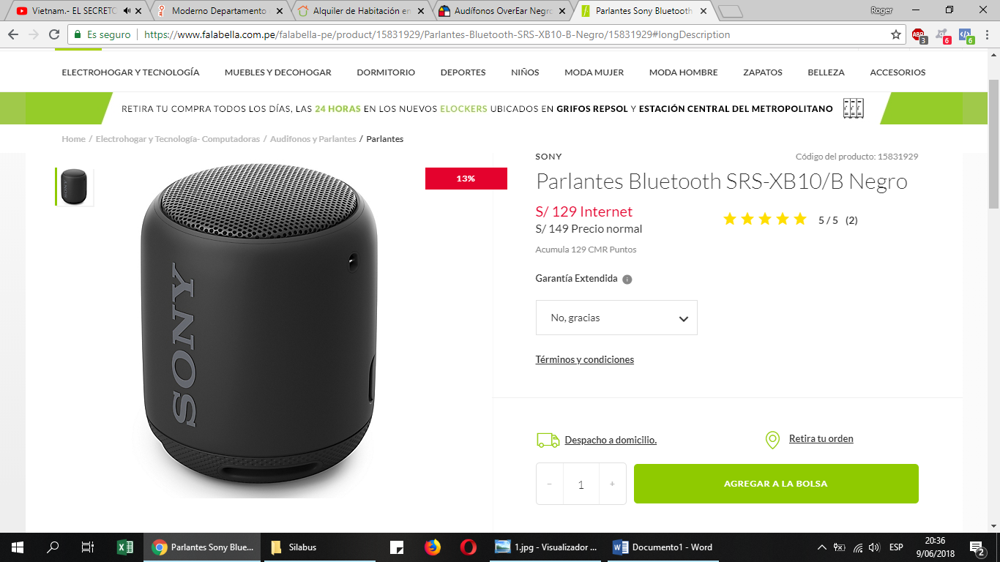 Vietnam.- EL SECRETO
Moderno Departamento
Alquiler de Habitación en
Audífonos OverEar Negro
Parlantes Sony Bluetooth
Roger
Es seguro
https://www.falabella.com.pe/falabella-pe/product/15831929/Parlantes-Bluetooth-SRS-XB10-B-Negro/15831929#longDescription
ABP 3 6 6
ELECTROHOGAR Y TECNOLOGÍA MUEBLES Y DECOHOGAR DORMITORIO DEPORTES NIÑOS MODA MUJER MODA HOMBRE ZAPATOS BELLEZA ACCESORIOS
RETIRA TU COMPRA TODOS LOS DÍAS, LAS 24 HORAS EN LOS NUEVOS ELOCKERS UBICADOS EN GRIFOS REPSOL Y ESTACIÓN CENTRAL DEL METROPOLITANO
Home / Electrohogar y Tecnología- Computadoras / Audifonos y Parlantes / Parlantes
SONY
SONY
13%
SONY
Código del producto: 15831929
Parlantes Bluetooth SRS-XB10/B Negro
S/ 129 Internet
5 / 5 (2)
S/ 149 Precio normal
Acumula 129 CMR Puntos
Garantía Extendida i
No, gracias
Términos y condiciones
Despacho a domicilio.
Retira tu orden
− 1 +
AGREGAR A LA BOLSA
Parlantes Sony Blue...
Silabus
1.jpg - Visualizador ...
Documento1 - Word
ESP
20:36
9/06/2018
2